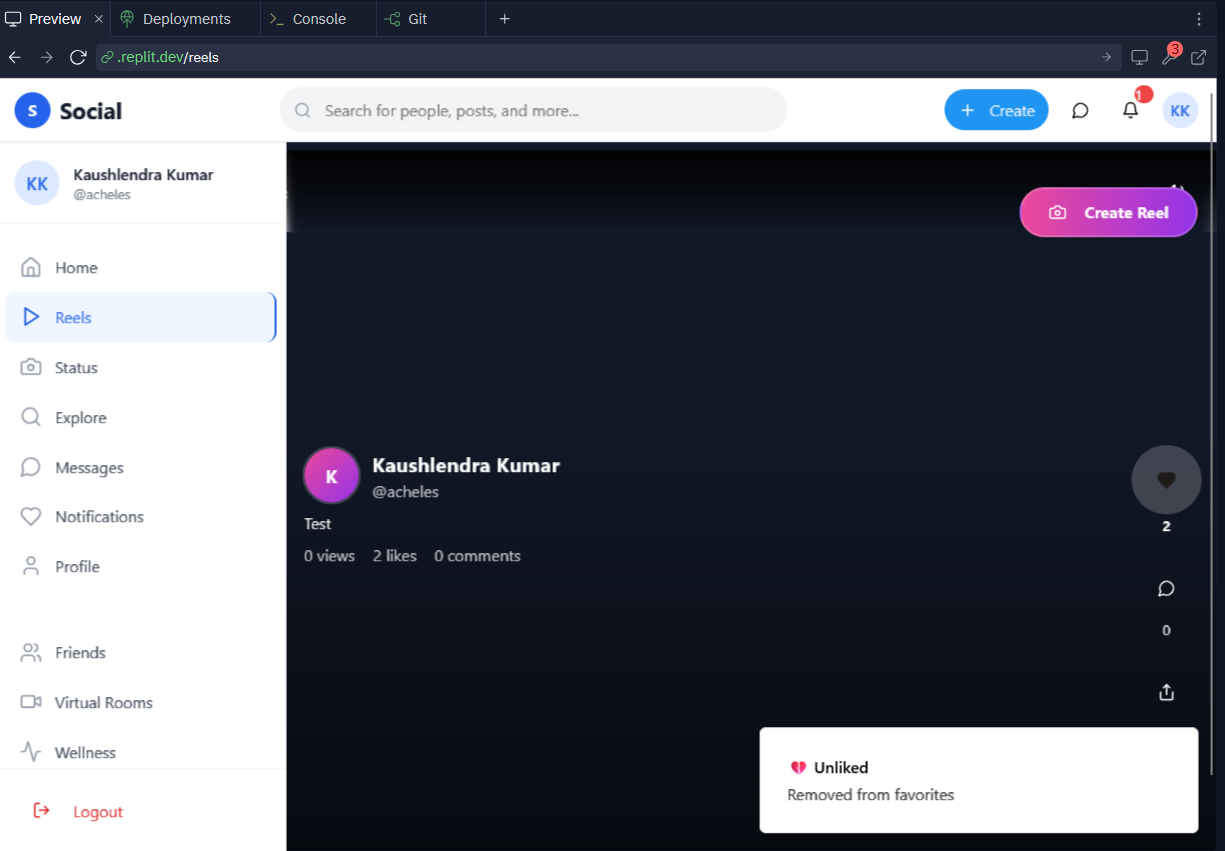 Preview
Deployments
Console
Git
.replit.dev/reels
3
S
Social
Search for people, posts, and more...
Create
1
KK
KK
Kaushlendra Kumar
@acheles
Create Reel
Home
Reels
Status
Explore
Messages
Notifications
Profile
Friends
Virtual Rooms
Wellness
Logout
K
Kaushlendra Kumar
@acheles
Test
0 views 2 likes 0 comments
2
0
Unliked
Removed from favorites